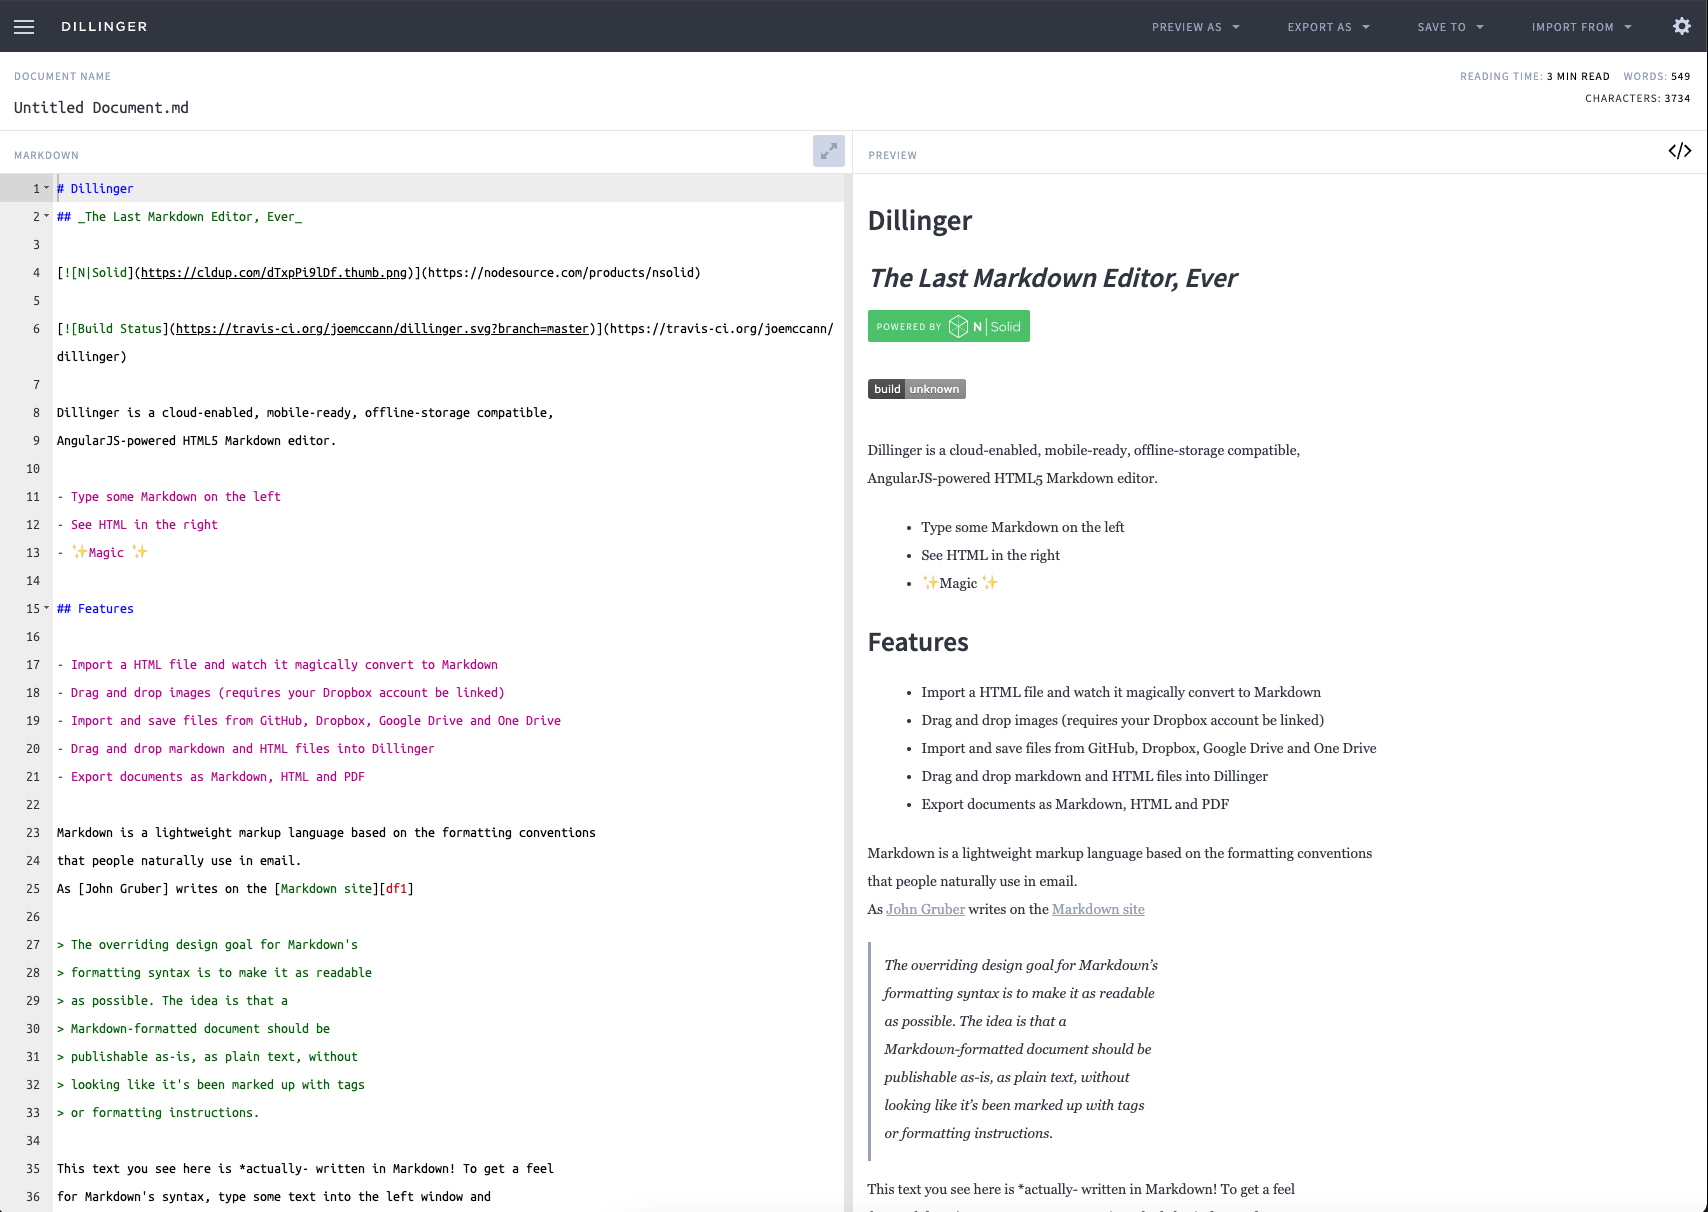 DILLINGER
PREVIEW AS
EXPORT AS
SAVE TO
IMPORT FROM
DOCUMENT NAME
Untitled Document.md
READING TIME: 3 MIN READ WORDS: 549
CHARACTERS: 3734
MARKDOWN
1 # Dillinger
2 ## _The Last Markdown Editor, Ever_
3
4 [![N|Solid](https://cldup.com/dTxpPi9lDf.thumb.png)](https://nodesource.com/products/nsolid)
5
6 [![Build Status](https://travis-ci.org/joemccann/dillinger.svg?branch=master)](https://travis-ci.org/joemccann/
dillinger)
7
8 Dillinger is a cloud-enabled, mobile-ready, offline-storage compatible,
9 AngularJS-powered HTML5 Markdown editor.
10
11 - Type some Markdown on the left
12 - See HTML in the right
13 - ✨Magic ✨
14
15 ## Features
16
17 - Import a HTML file and watch it magically convert to Markdown
18 - Drag and drop images (requires your Dropbox account be linked)
19 - Import and save files from GitHub, Dropbox, Google Drive and One Drive
20 - Drag and drop markdown and HTML files into Dillinger
21 - Export documents as Markdown, HTML and PDF
22
23 Markdown is a lightweight markup language based on the formatting conventions
24 that people naturally use in email.
25 As [John Gruber] writes on the [Markdown site][df1]
26
27 > The overriding design goal for Markdown's
28 > formatting syntax is to make it as readable
29 > as possible. The idea is that a
30 > Markdown-formatted document should be
31 > publishable as-is, as plain text, without
32 > looking like it's been marked up with tags
33 > or formatting instructions.
34
35 This text you see here is *actually- written in Markdown! To get a feel
36 for Markdown's syntax, type some text into the left window and
PREVIEW
</>
Dillinger
The Last Markdown Editor, Ever
POWERED BY N|Solid
build unknown
Dillinger is a cloud-enabled, mobile-ready, offline-storage compatible,
AngularJS-powered HTML5 Markdown editor.
• Type some Markdown on the left
• See HTML in the right
• ✨Magic ✨
Features
• Import a HTML file and watch it magically convert to Markdown
• Drag and drop images (requires your Dropbox account be linked)
• Import and save files from GitHub, Dropbox, Google Drive and One Drive
• Drag and drop markdown and HTML files into Dillinger
• Export documents as Markdown, HTML and PDF
Markdown is a lightweight markup language based on the formatting conventions
that people naturally use in email.
As John Gruber writes on the Markdown site
The overriding design goal for Markdown’s
formatting syntax is to make it as readable
as possible. The idea is that a
Markdown-formatted document should be
publishable as-is, as plain text, without
looking like it’s been marked up with tags
or formatting instructions.
This text you see here is *actually- written in Markdown! To get a feel